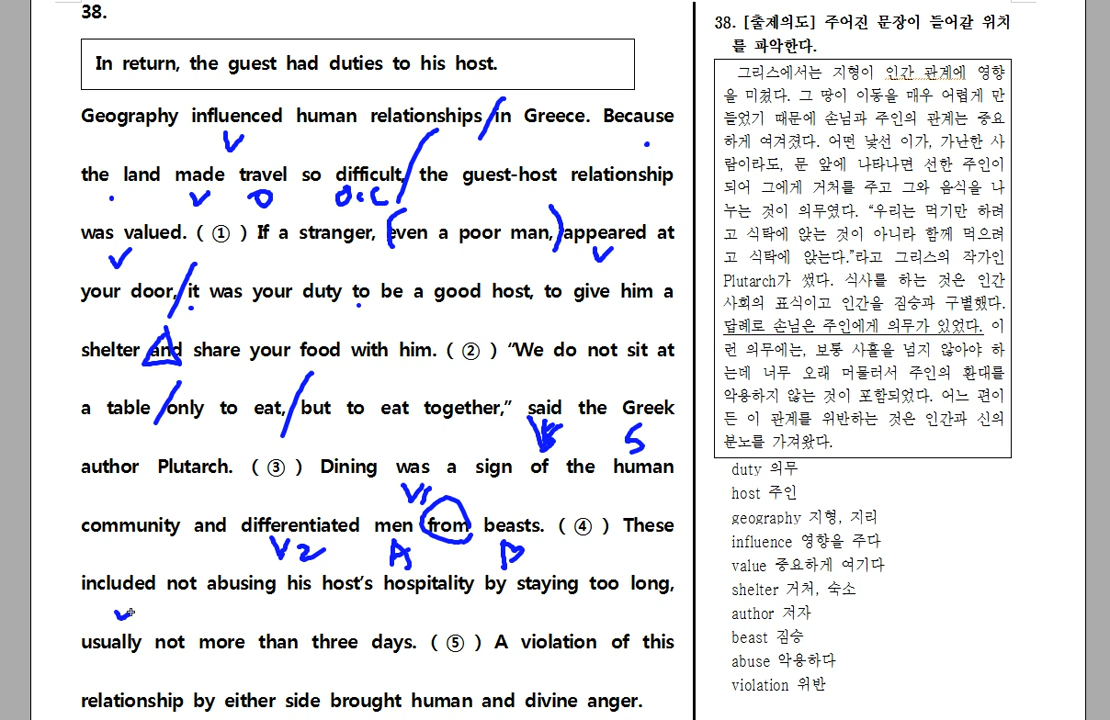 38.
In return, the guest had duties to his host.
Geography influenced human relationships in Greece. Because
the land made travel so difficult, the guest-host relationship
was valued. ( ① ) If a stranger, even a poor man, appeared at
your door, it was your duty to be a good host, to give him a
shelter and share your food with him. ( ② ) “We do not sit at
a table only to eat, but to eat together,” said the Greek
author Plutarch. ( ③ ) Dining was a sign of the human
community and differentiated men from beasts. ( ④ ) These
included not abusing his host’s hospitality by staying too long,
usually not more than three days. ( ⑤ ) A violation of this
relationship by either side brought human and divine anger.
38. [출제의도] 주어진 문장이 들어갈 위치
를 파악한다.
그리스에서는 지형이 인간 관계에 영향
을 미쳤다. 그 땅이 이동을 매우 어렵게 만
들었기 때문에 손님과 주인의 관계는 중요
하게 여겨졌다. 어떤 낯선 이가, 가난한 사
람이라도, 문 앞에 나타나면 선한 주인이
되어 그에게 거처를 주고 그와 음식을 나
누는 것이 의무였다. “우리는 먹기만 하려
고 식탁에 앉는 것이 아니라 함께 먹으려
고 식탁에 앉는다.”라고 그리스의 작가인
Plutarch가 썼다. 식사를 하는 것은 인간
사회의 표식이고 인간을 짐승과 구별했다.
답례로 손님은 주인에게 의무가 있었다. 이
런 의무에는, 보통 사흘을 넘지 않아야 하
는데 너무 오래 머물러서 주인의 환대를
악용하지 않는 것이 포함되었다. 어느 편이
든 이 관계를 위반하는 것은 인간과 신의
분노를 가져왔다.
duty 의무
host 주인
geography 지형, 지리
influence 영향을 주다
value 중요하게 여기다
shelter 거처, 숙소
author 저자
beast 짐승
abuse 악용하다
violation 위반